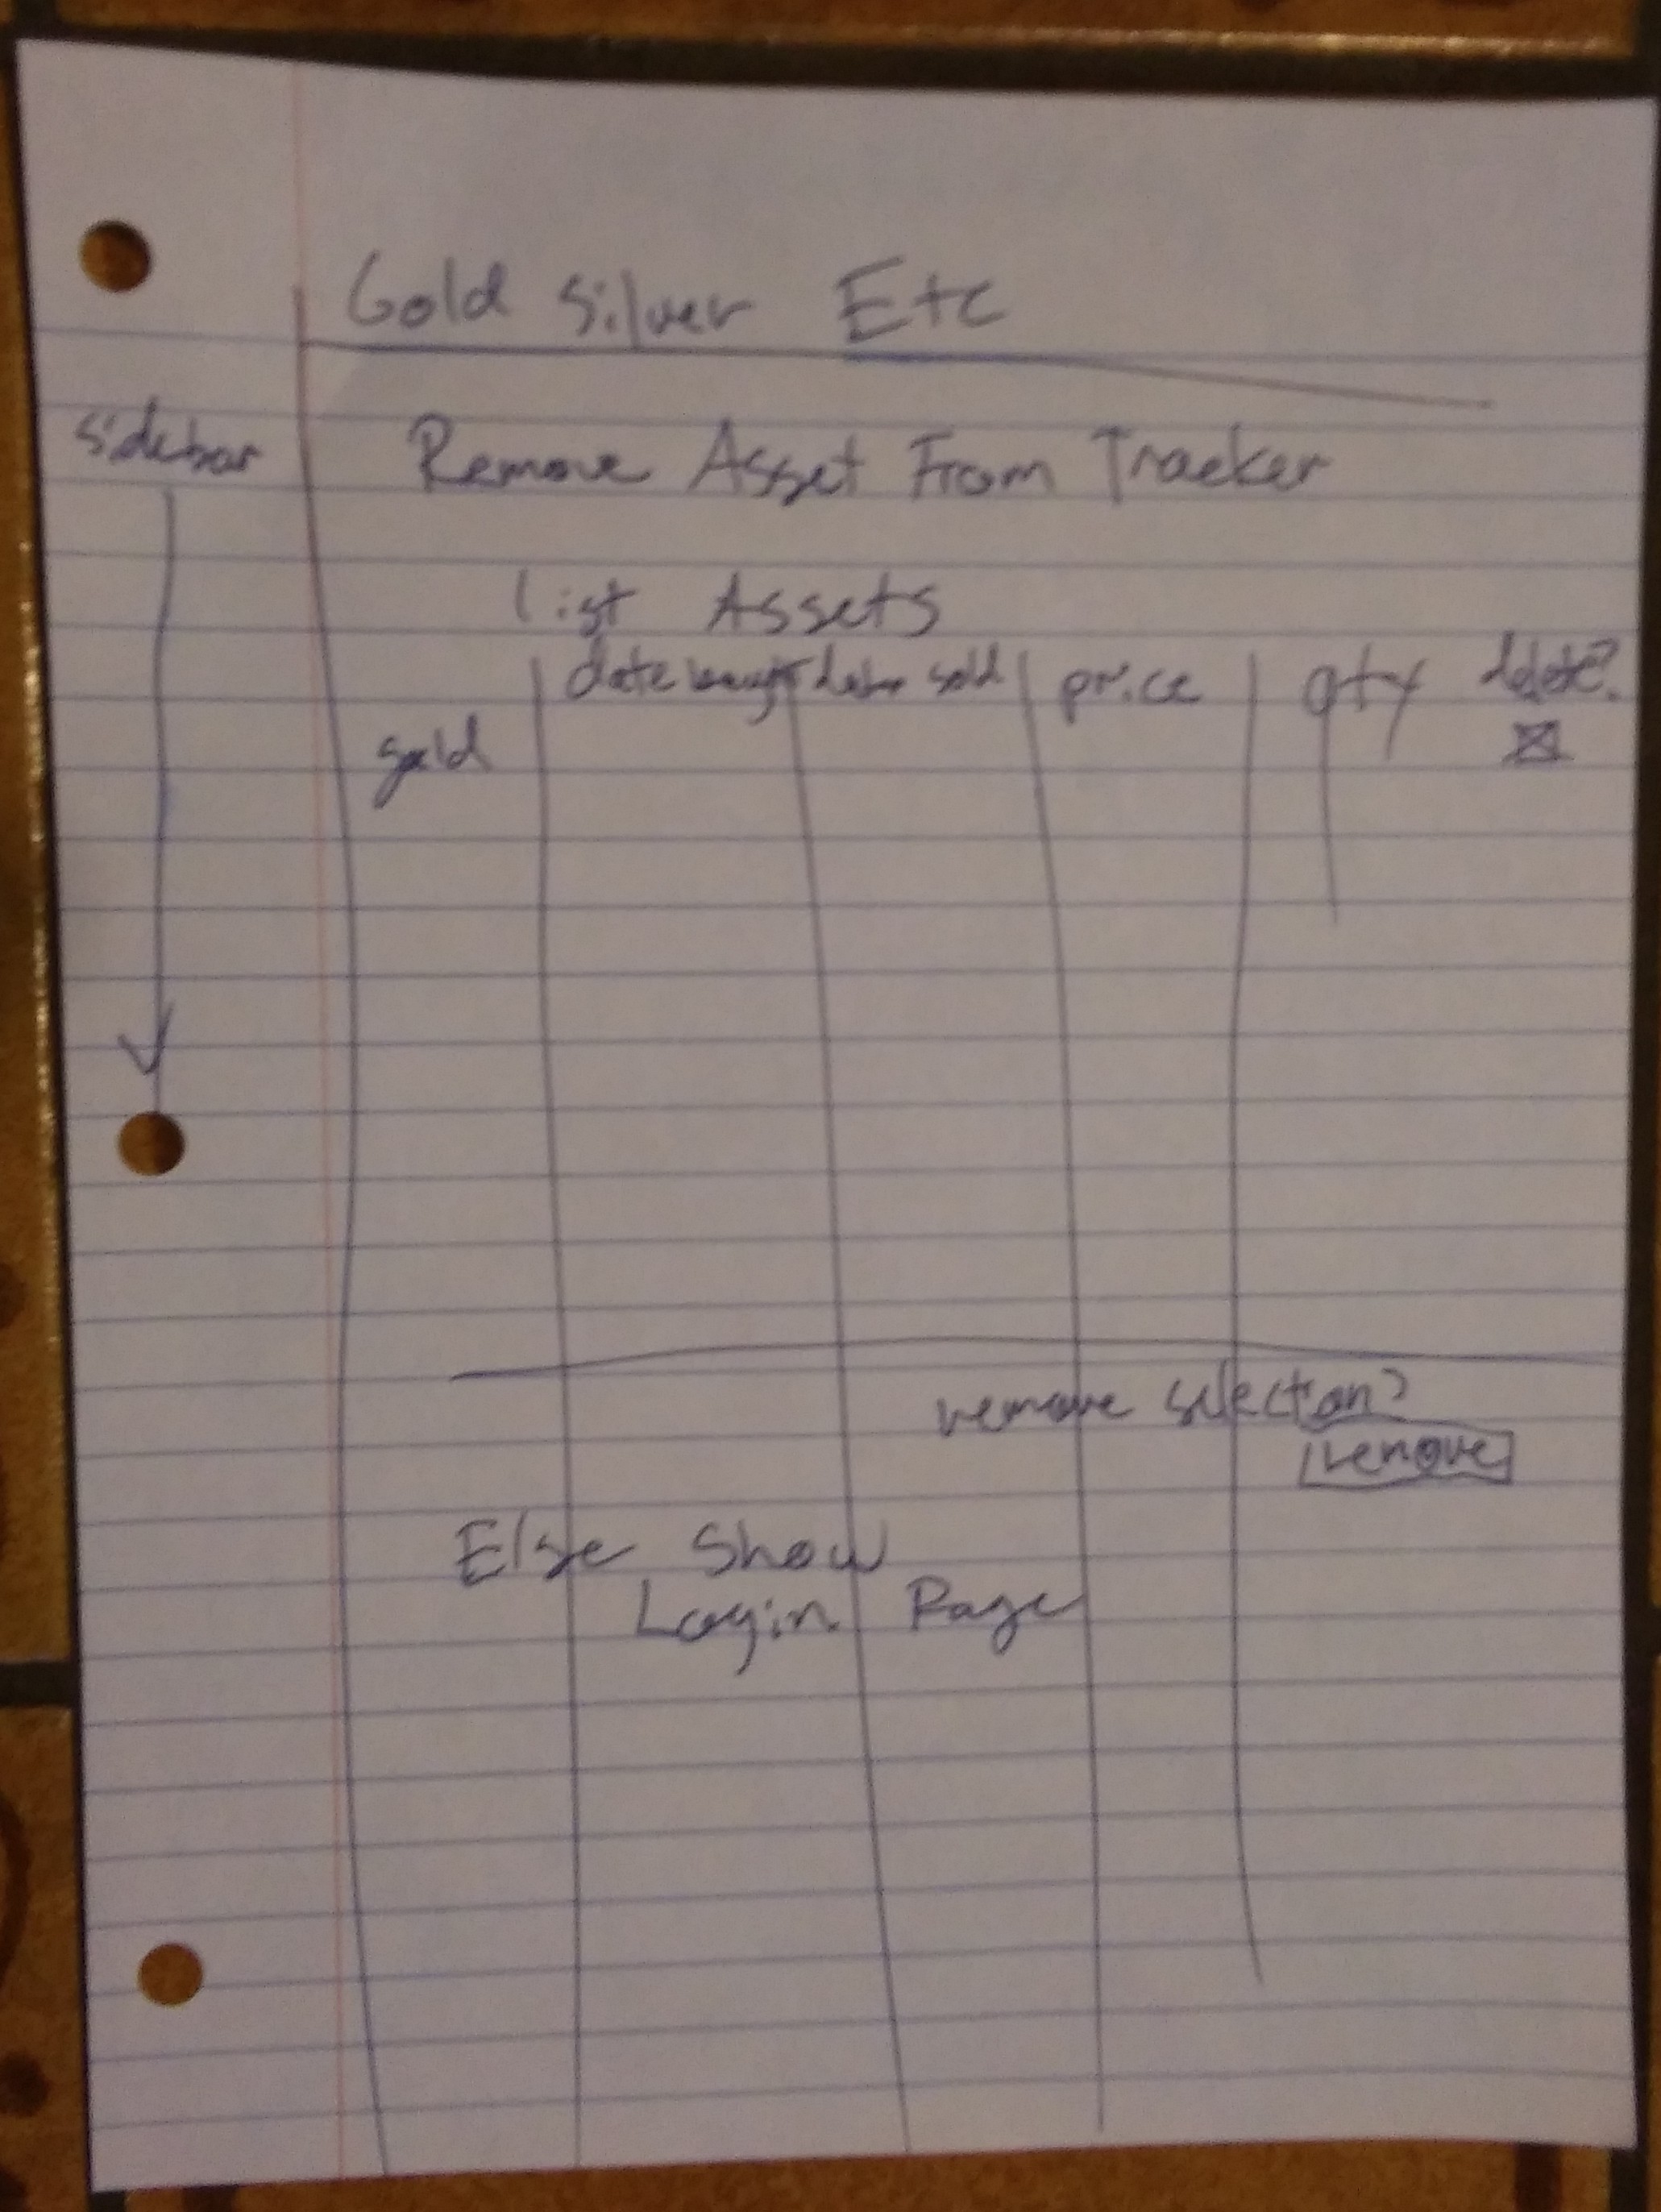 Gold Silver Etc
sidebar
Remove Asset From Tracker
list Assets
date bought date sold price qty delete?
gold
remove selection?
remove
Else Show
Login Page